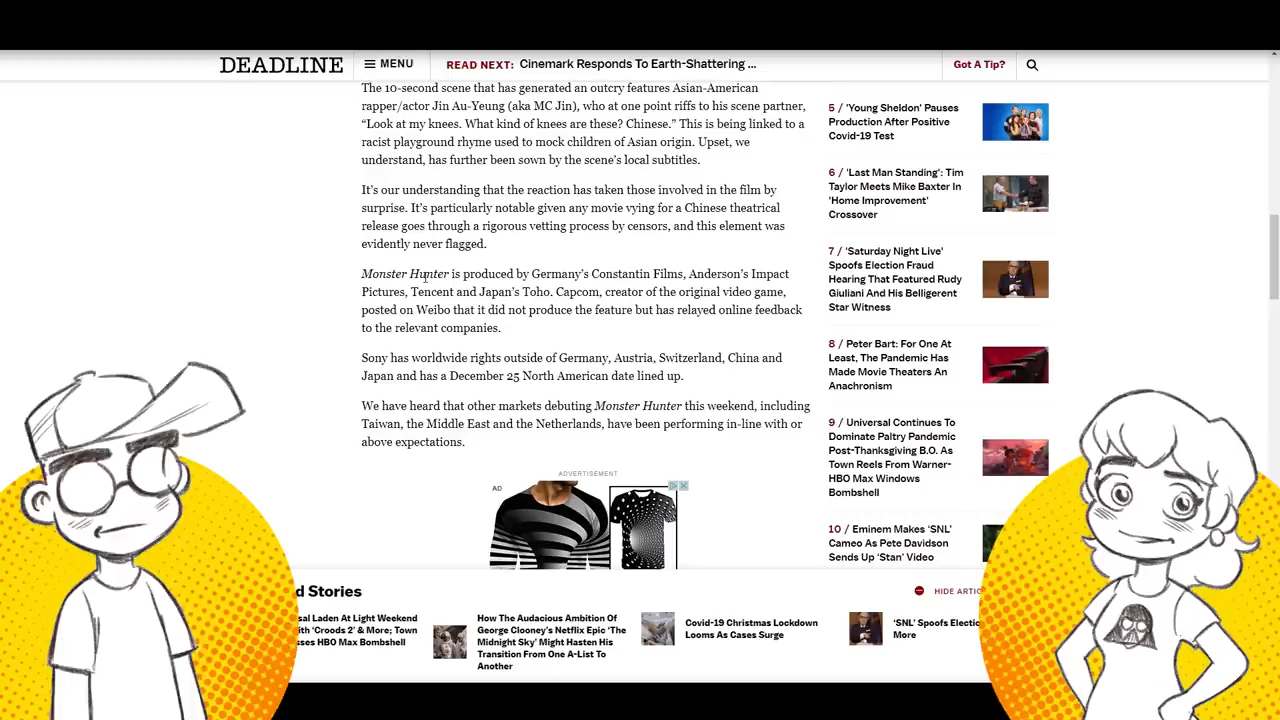 DEADLINE
MENU
READ NEXT: Cinemark Responds To Earth-Shattering ...
Got A Tip?
The 10-second scene that has generated an outcry features Asian-American
rapper/actor Jin Au-Yeung (aka MC Jin), who at one point riffs to his scene partner,
“Look at my knees. What kind of knees are these? Chinese.” This is being linked to a
racist playground rhyme used to mock children of Asian origin. Upset, we
understand, has further been sown by the scene’s local subtitles.
It’s our understanding that the reaction has taken those involved in the film by
surprise. It’s particularly notable given any movie vying for a Chinese theatrical
release goes through a rigorous vetting process by censors, and this element was
evidently never flagged.
Monster Hunter is produced by Germany’s Constantin Films, Anderson’s Impact
Pictures, Tencent and Japan’s Toho. Capcom, creator of the original video game,
posted on Weibo that it did not produce the feature but has relayed online feedback
to the relevant companies.
Sony has worldwide rights outside of Germany, Austria, Switzerland, China and
Japan and has a December 25 North American date lined up.
We have heard that other markets debuting Monster Hunter this weekend, including
Taiwan, the Middle East and the Netherlands, have been performing in-line with or
above expectations.
ADVERTISEMENT
AD
5 / 'Young Sheldon' Pauses
Production After Positive
Covid-19 Test
6 / 'Last Man Standing': Tim
Taylor Meets Mike Baxter In
'Home Improvement'
Crossover
7 / 'Saturday Night Live'
Spoofs Election Fraud
Hearing That Featured Rudy
Giuliani And His Belligerent
Star Witness
8 / Peter Bart: For One At
Least, The Pandemic Has
Made Movie Theaters An
Anachronism
9 / Universal Continues To
Dominate Paltry Pandemic
Post-Thanksgiving B.O. As
Town Reels From Warner-
HBO Max Windows
Bombshell
10 / Eminem Makes ‘SNL’
Cameo As Pete Davidson
Sends Up ‘Stan’ Video
d Stories
HIDE ARTIC
sal Laden At Light Weekend
ith ‘Croods 2’ & More; Town
sses HBO Max Bombshell
How The Audacious Ambition Of
George Clooney’s Netflix Epic ‘The
Midnight Sky’ Might Hasten His
Transition From One A-List To
Another
Covid-19 Christmas Lockdown
Looms As Cases Surge
‘SNL’ Spoofs Electio
More